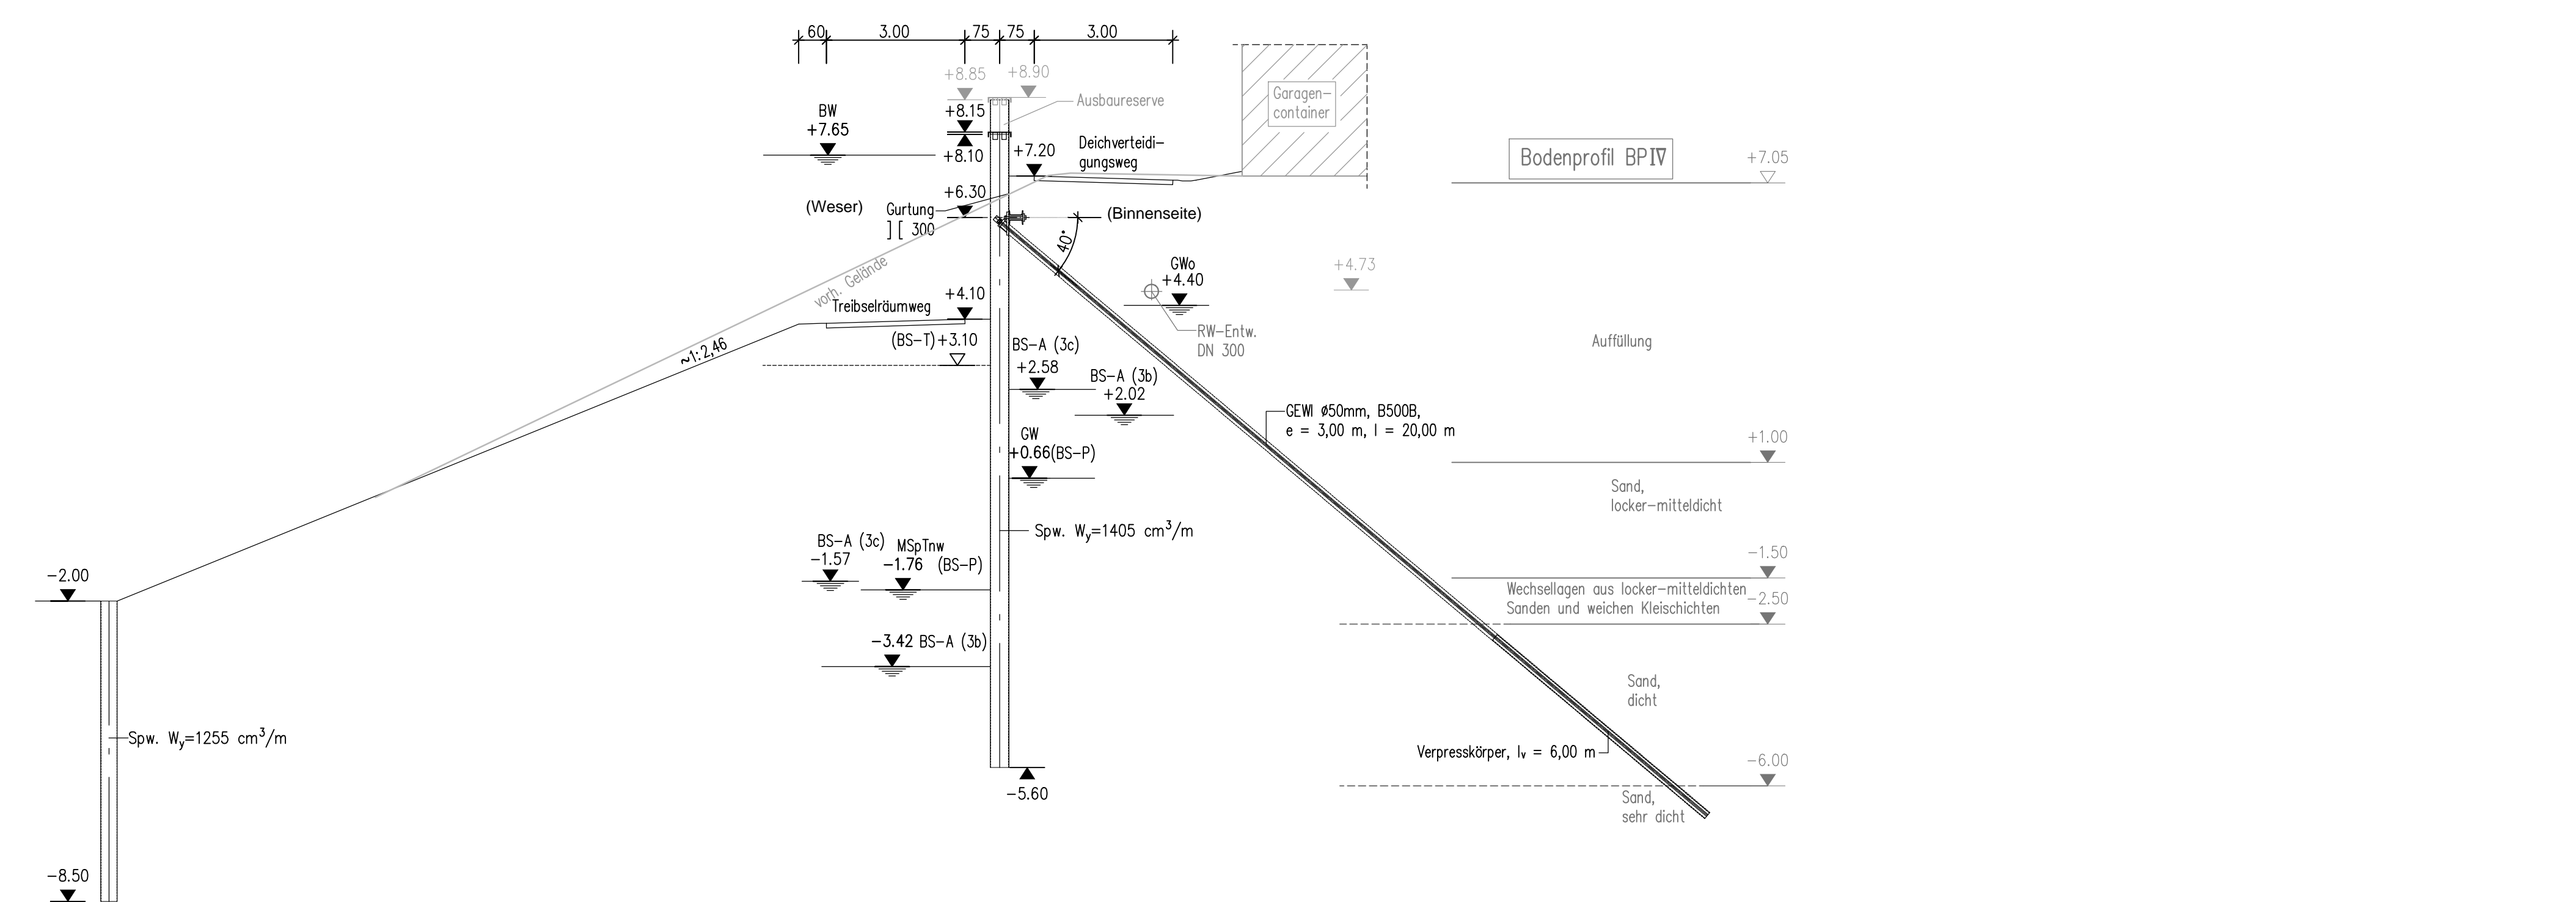 60 3.00 75 75 3.00
+8.85 +8.90
Ausbaureserve
Garagen-
container
BW
+7.65
+8.15
+8.10
+7.20
Deichverteidi-
gungsweg
Bodenprofil BPIV
+7.05
+6.30
(Weser)
Gurtung
][ 300
(Binnenseite)
40°
vorh. Gelände
GWo
+4.40
+4.73
Treibselräumweg
+4.10
RW-Entw.
DN 300
(BS-T)+3.10
~1:2,46
BS-A (3c)
+2.58
BS-A (3b)
+2.02
Auffüllung
GEWI Ø50mm, B500B,
e = 3,00 m, l = 20,00 m
GW
+0.66(BS-P)
+1.00
Sand,
locker-mitteldicht
Spw. Wy=1405 cm³/m
BS-A (3c)
-1.57
MSpTnw
-1.76 (BS-P)
-1.50
Wechsellagen aus locker-mitteldichten
Sanden und weichen Kleischichten
-2.50
-2.00
-3.42 BS-A (3b)
Sand,
dicht
Spw. Wy=1255 cm³/m
Verpresskörper, lv = 6,00 m
-6.00
-5.60
Sand,
sehr dicht
-8.50